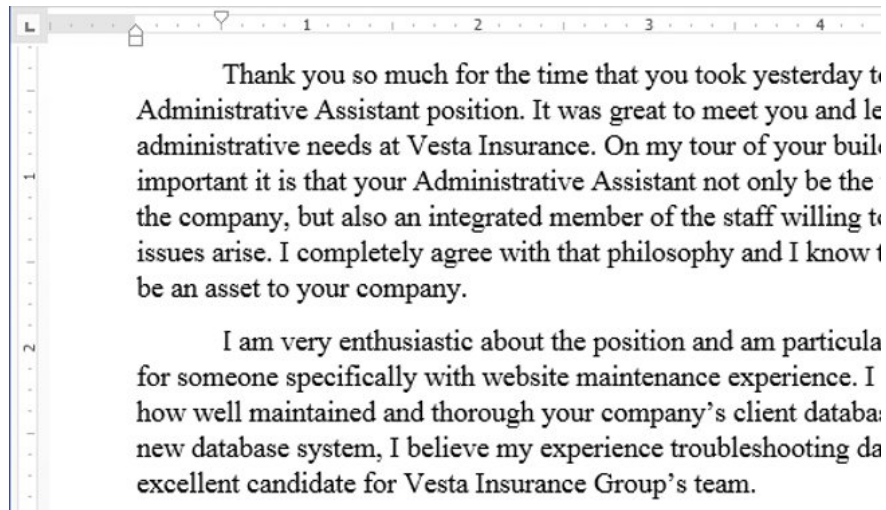 L 1 2 3 4
Thank you so much for the time that you took yesterday
Administrative Assistant position. It was great to meet you and
administrative needs at Vesta Insurance. On my tour of your
important it is that your Administrative Assistant not only be the
the company, but also an integrated member of the staff willing
issues arise. I completely agree with that philosophy and I know
be an asset to your company.
1
I am very enthusiastic about the position and am
for someone specifically with website maintenance experience. I
how well maintained and thorough your company’s client
new database system, I believe my experience troubleshooting
excellent candidate for Vesta Insurance Group’s team.
2